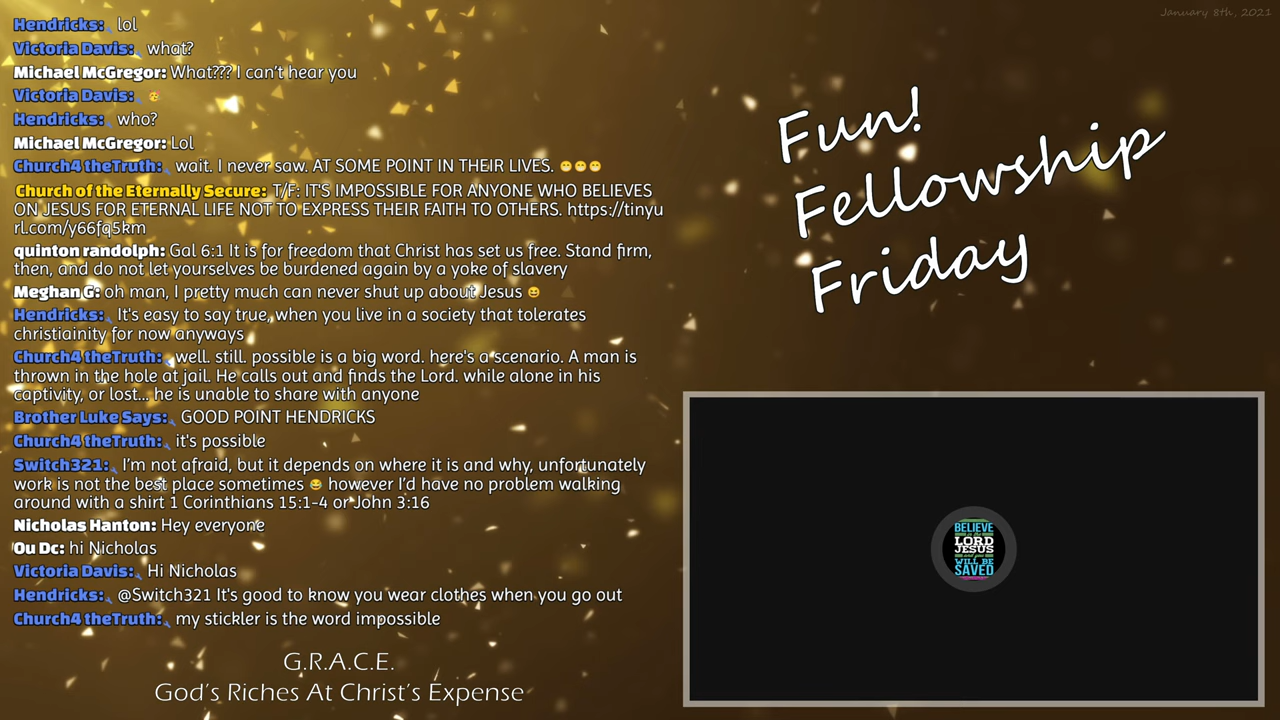 January 8th, 2021
Hendricks: lol
Victoria Davis: what?
Michael McGregor: What??? I can't hear you
Victoria Davis: 🥳
Hendricks: who?
Michael McGregor: Lol
Church4 theTruth: wait. I never saw. AT SOME POINT IN THEIR LIVES. 😁😁😁
Church of the Eternally Secure: T/F: IT'S IMPOSSIBLE FOR ANYONE WHO BELIEVES
ON JESUS FOR ETERNAL LIFE NOT TO EXPRESS THEIR FAITH TO OTHERS. https://tinyu
rl.com/y66fq5km
quinton randolph: Gal 6:1 It is for freedom that Christ has set us free. Stand firm,
then, and do not let yourselves be burdened again by a yoke of slavery
Meghan G: oh man, I pretty much can never shut up about Jesus 😆
Hendricks: It's easy to say true, when you live in a society that tolerates
christiainity for now anyways
Church4 theTruth: well. still. possible is a big word. here's a scenario. A man is
thrown in the hole at jail. He calls out and finds the Lord. while alone in his
captivity, or lost... he is unable to share with anyone
Brother Luke Says: GOOD POINT HENDRICKS
Church4 theTruth: it's possible
Switch321: I'm not afraid, but it depends on where it is and why, unfortunately
work is not the best place sometimes 😂 however I'd have no problem walking
around with a shirt 1 Corinthians 15:1-4 or John 3:16
Nicholas Hanton: Hey everyone
Ou Dc: hi Nicholas
Victoria Davis: Hi Nicholas
Hendricks: @Switch321 It's good to know you wear clothes when you go out
Church4 theTruth: my stickler is the word impossible
G.R.A.C.E.
God's Riches At Christ's Expense
Fun!
Fellowship
Friday
BELIEVE
LORD
JESUS
WILL BE
SAVED